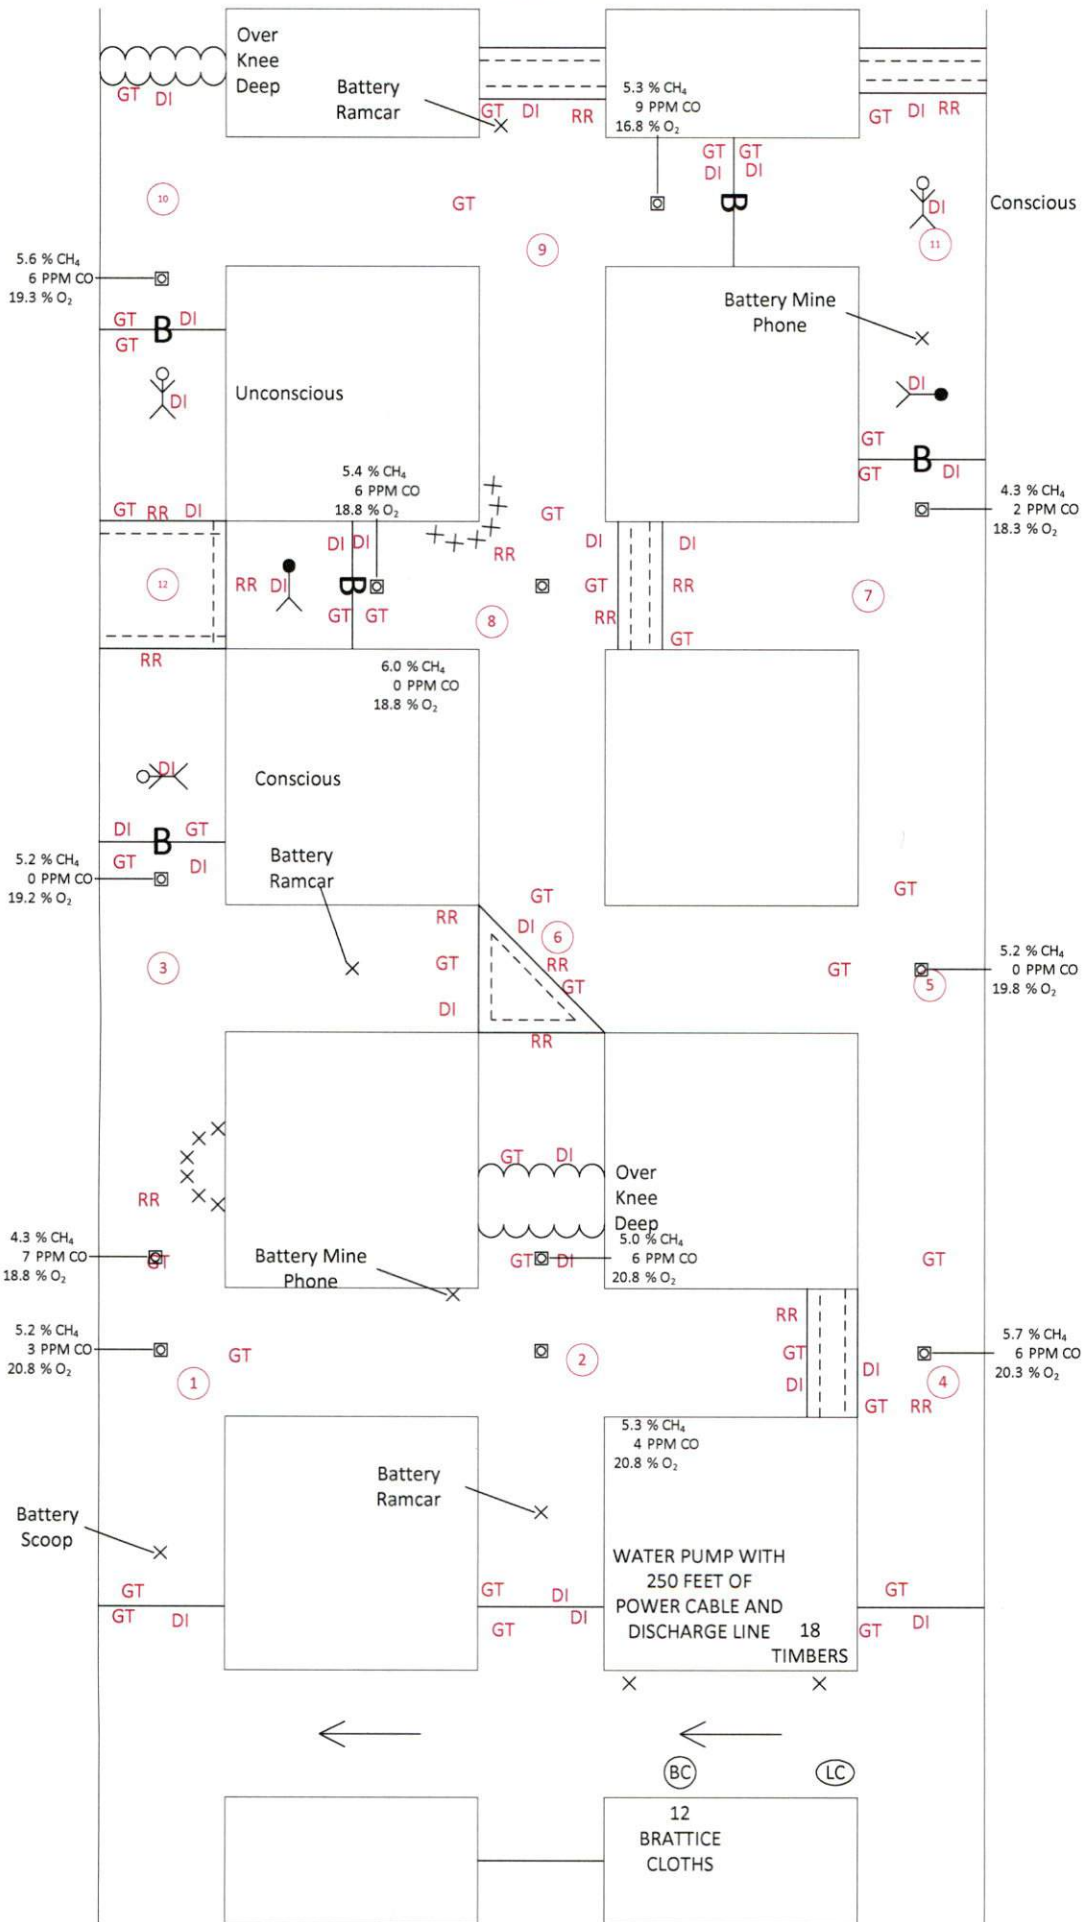 Over
Knee
Deep
Battery
Ramcar
GT DI
GT DI RR
5.3 % CH₄
9 PPM CO
16.8 % O₂
GT DI RR
GT GT
DI DI
10
GT
B
DI
Conscious
11
9
5.6 % CH₄
6 PPM CO
19.3 % O₂
GT B DI
GT
Battery Mine
Phone
DI
Unconscious
DI
GT
B
GT DI
5.4 % CH₄
6 PPM CO
18.8 % O₂
4.3 % CH₄
2 PPM CO
18.3 % O₂
GT RR DI
GT
DI DI
RR
DI DI
12
RR DI
B
GT RR
7
GT GT
8
RR
GT
RR
6.0 % CH₄
0 PPM CO
18.8 % O₂
DI
Conscious
DI B GT
GT DI
5.2 % CH₄
0 PPM CO
19.2 % O₂
Battery
Ramcar
GT
GT
RR
DI
6
3
GT
RR
GT
DI
RR
GT
5
5.2 % CH₄
0 PPM CO
19.8 % O₂
GT DI
Over
Knee
Deep
RR
4.3 % CH₄
7 PPM CO
18.8 % O₂
GT
Battery Mine
Phone
GT DI
5.0 % CH₄
6 PPM CO
20.8 % O₂
GT
5.2 % CH₄
3 PPM CO
20.8 % O₂
1
GT
2
RR
GT
DI
DI
GT RR
4
5.7 % CH₄
6 PPM CO
20.3 % O₂
5.3 % CH₄
4 PPM CO
20.8 % O₂
Battery
Ramcar
Battery
Scoop
WATER PUMP WITH
250 FEET OF
POWER CABLE AND
DISCHARGE LINE
18
TIMBERS
GT
GT DI
GT DI
GT DI
GT
GT DI
BC
LC
12
BRATTICE
CLOTHS